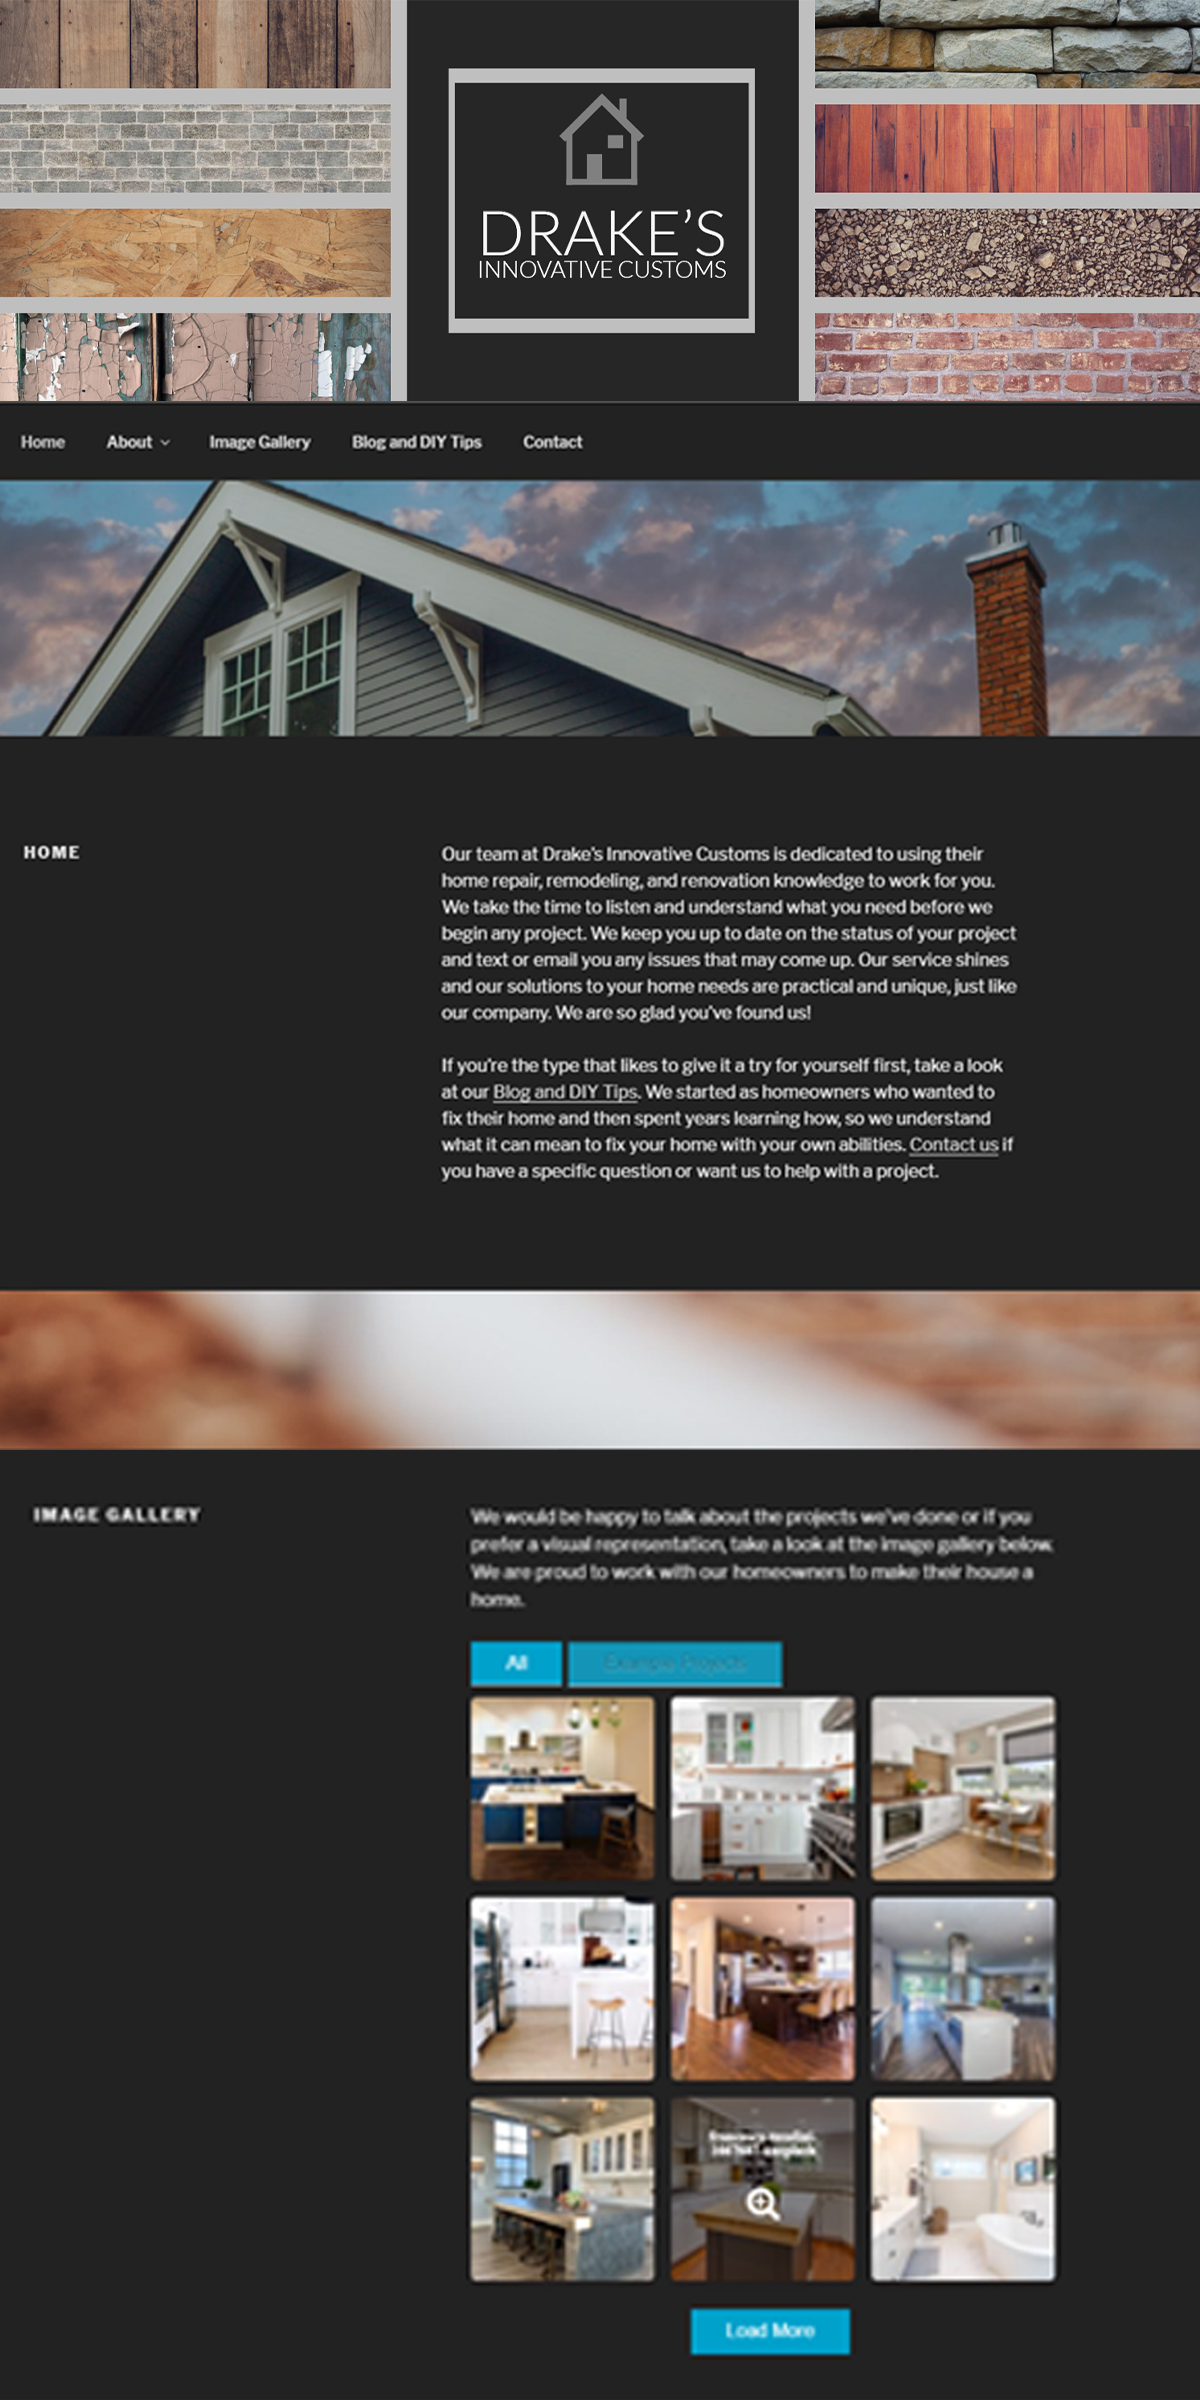 DRAKE'S
INNOVATIVE CUSTOMS
Home About Image Gallery Blog and DIY Tips Contact
HOME
Our team at Drake's Innovative Customs is dedicated to using their
home repair, remodeling, and renovation knowledge to work for you.
We take the time to listen and understand what you need before we
begin any project. We keep you up to date on the status of your project
and text or email you any issues that may come up. Our service shines
and our solutions to your home needs are practical and unique, just like
our company. We are so glad you've found us!
If you're the type that likes to give it a try for yourself first, take a look
at our Blog and DIY Tips. We started as homeowners who wanted to
fix their home and then spent years learning how, so we understand
what it can mean to fix your home with your own abilities. Contact us if
you have a specific question or want us to help with a project.
IMAGE GALLERY
We would be happy to talk about the projects we've done or if you
prefer a visual representation, take a look at the image gallery below.
We are proud to work with our homeowners to make their house a
home.
All Example Projects
Load More